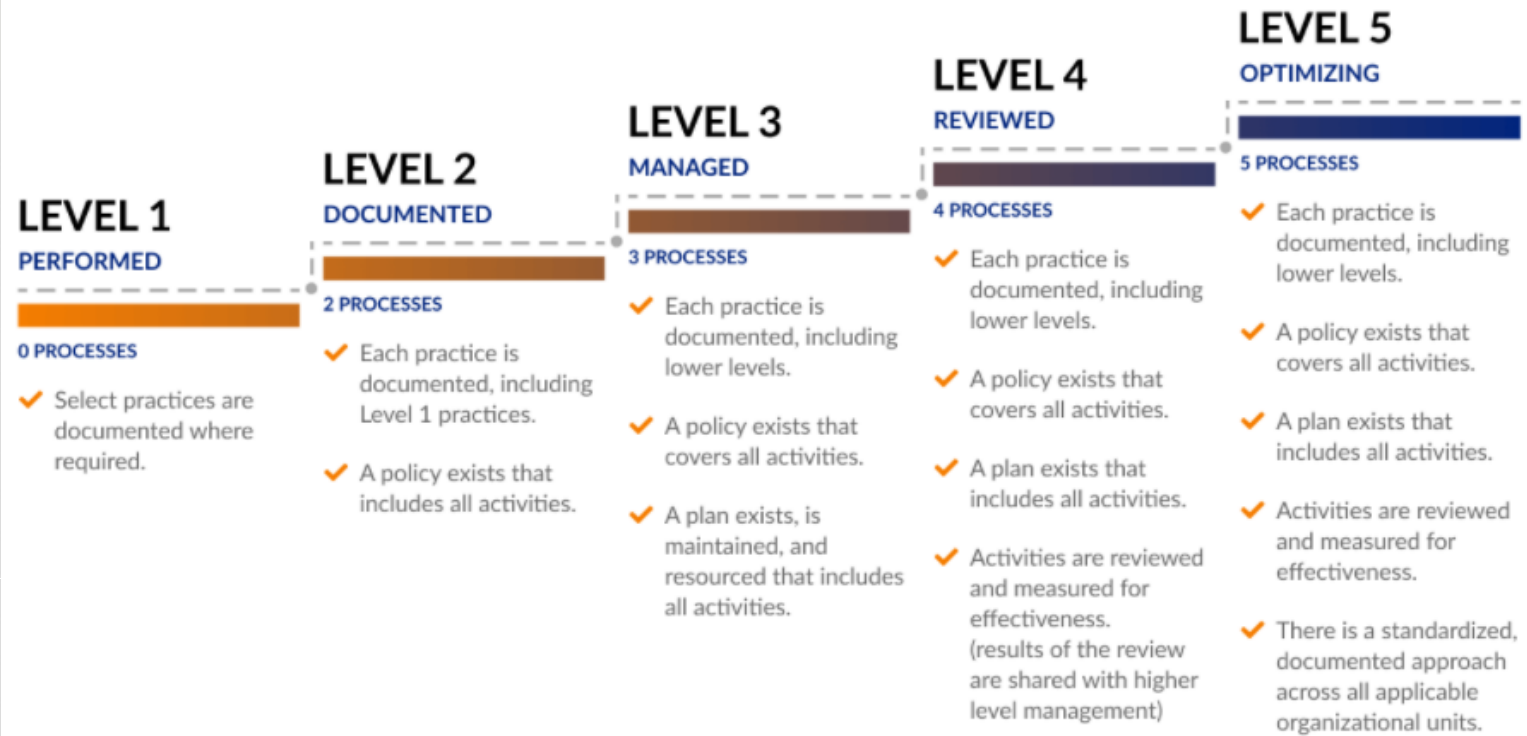 LEVEL 1
PERFORMED
0 PROCESSES
Select practices are
documented where
required.
LEVEL 2
DOCUMENTED
2 PROCESSES
Each practice is
documented, including
Level 1 practices.
A policy exists that
includes all activities.
LEVEL 3
MANAGED
3 PROCESSES
Each practice is
documented, including
lower levels.
A policy exists that
covers all activities.
A plan exists, is
maintained, and
resourced that includes
all activities.
LEVEL 4
REVIEWED
4 PROCESSES
Each practice is
documented, including
lower levels.
A policy exists that
covers all activities.
A plan exists that
includes all activities.
Activities are reviewed
and measured for
effectiveness.
(results of the review
are shared with higher
level management)
LEVEL 5
OPTIMIZING
5 PROCESSES
Each practice is
documented, including
lower levels.
A policy exists that
covers all activities.
A plan exists that
includes all activities.
Activities are reviewed
and measured for
effectiveness.
There is a standardized,
documented approach
across all applicable
organizational units.